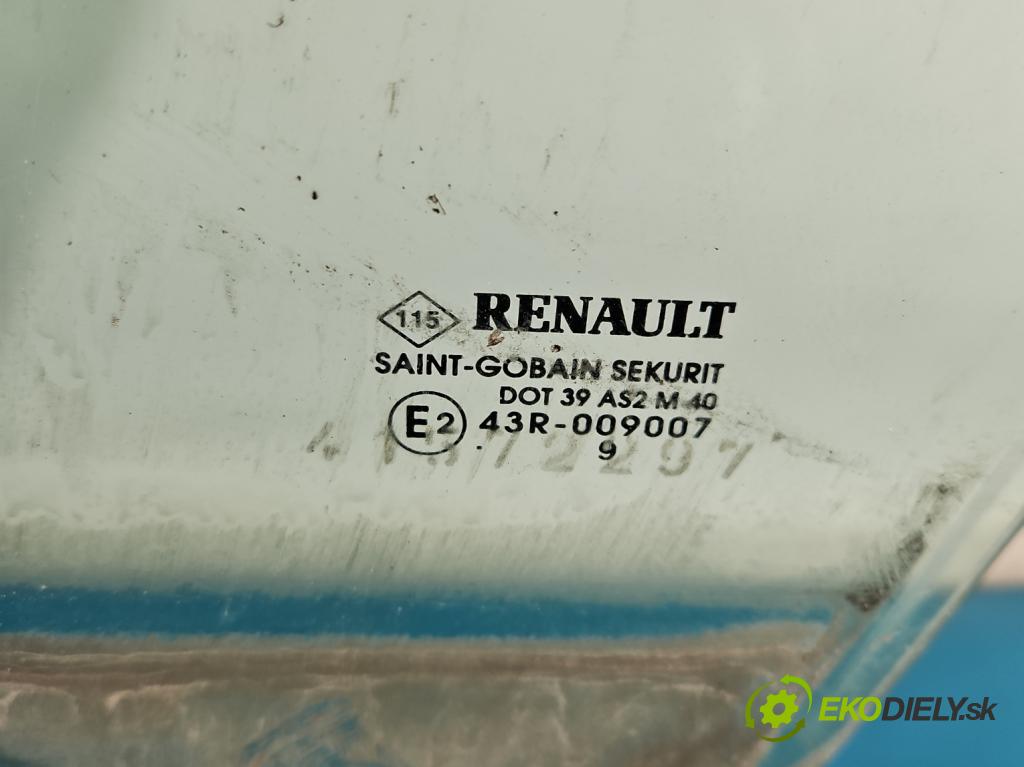 115 RENAULT
SAINT-GOBAIN SEKURIT
DOT 39 AS2 M 40
E2 43R-009007
. 9
EKODIELY.sk